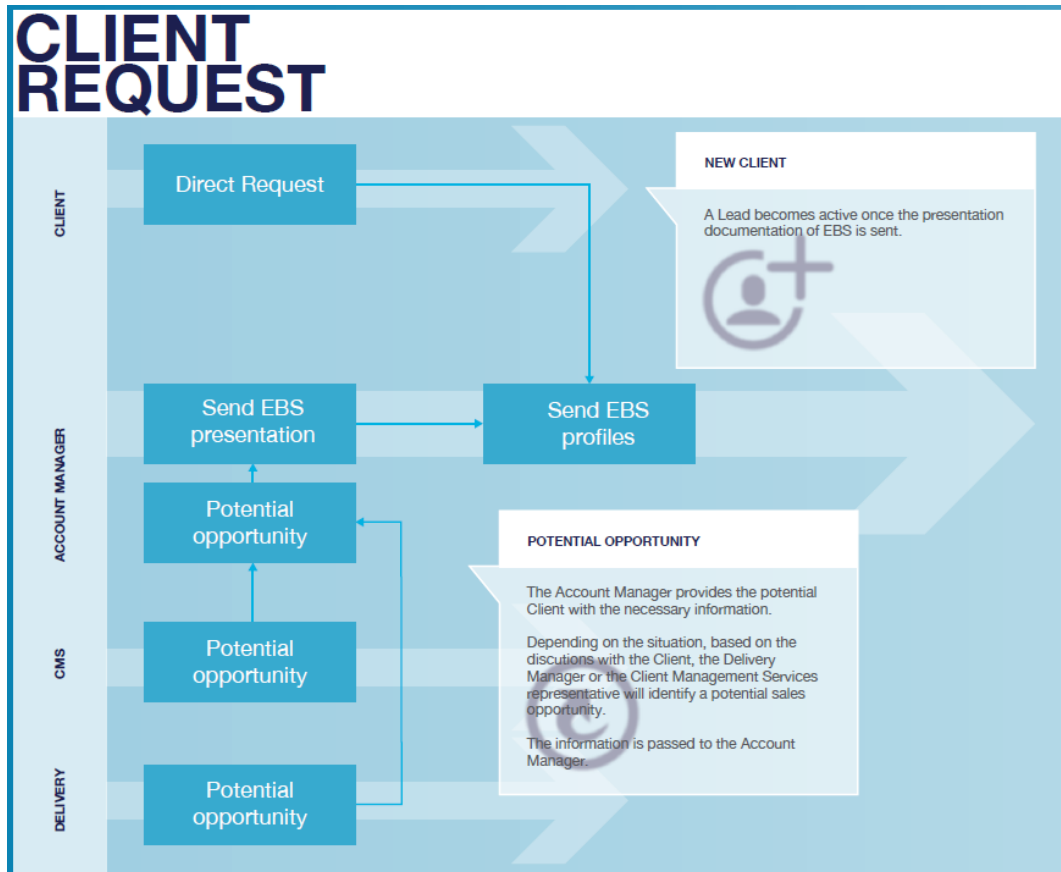 CLIENT
REQUEST
CLIENT
Direct Request
NEW CLIENT
A Lead becomes active once the presentation
documentation of EBS is sent.
ACCOUNT MANAGER
Send EBS
presentation
Send EBS
profiles
Potential
opportunity
POTENTIAL OPPORTUNITY
The Account Manager provides the potential
Client with the necessary information.
Depending on the situation, based on the
discutions with the Client, the Delivery
Manager or the Client Management Services
representative will identify a potential sales
opportunity.
The information is passed to the Account
Manager.
CMS
Potential
opportunity
DELIVERY
Potential
opportunity